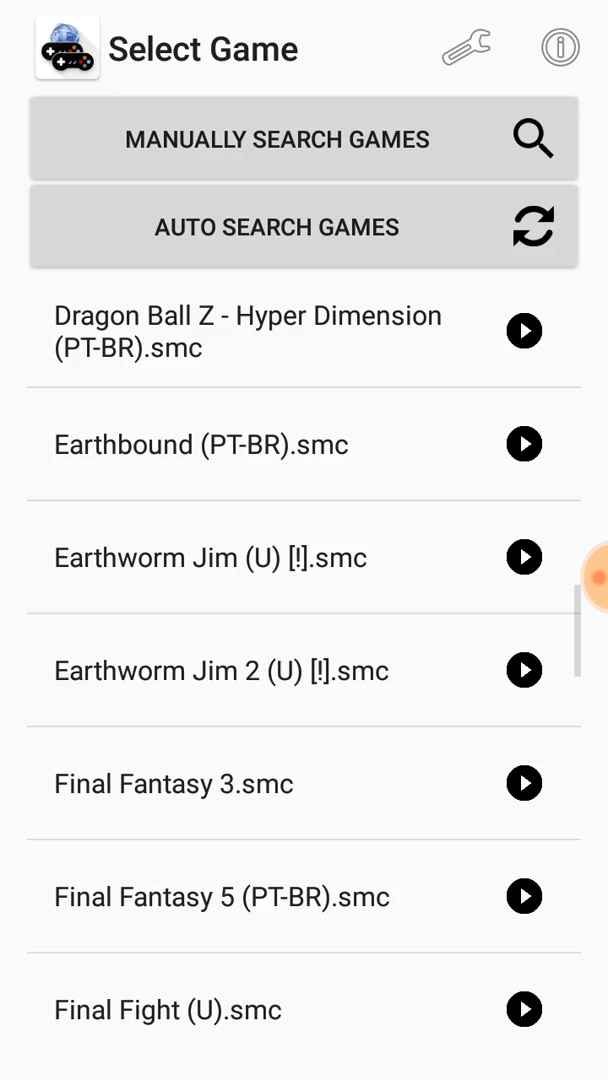 Select Game
MANUALLY SEARCH GAMES
AUTO SEARCH GAMES
Dragon Ball Z - Hyper Dimension
(PT-BR).smc
Earthbound (PT-BR).smc
Earthworm Jim (U) [!].smc
Earthworm Jim 2 (U) [!].smc
Final Fantasy 3.smc
Final Fantasy 5 (PT-BR).smc
Final Fight (U).smc